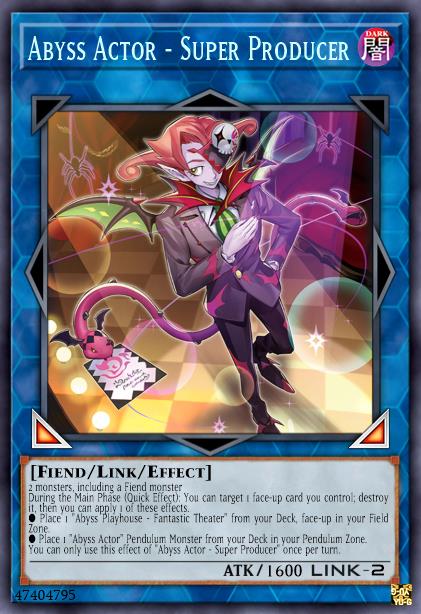 ABYSS ACTOR - SUPER PRODUCER
DARK
闇
[FIEND/LINK/EFFECT]
2 monsters, including a Fiend monster
During the Main Phase (Quick Effect): You can target 1 face-up card you control; destroy
it, then you can apply 1 of these effects.
● Place 1 "Abyss Playhouse - Fantastic Theater" from your Deck, face-up in your Field
Zone.
● Place 1 "Abyss Actor" Pendulum Monster from your Deck in your Pendulum Zone.
You can only use this effect of "Abyss Actor - Super Producer" once per turn.
ATK/1600 LINK-2
47404795